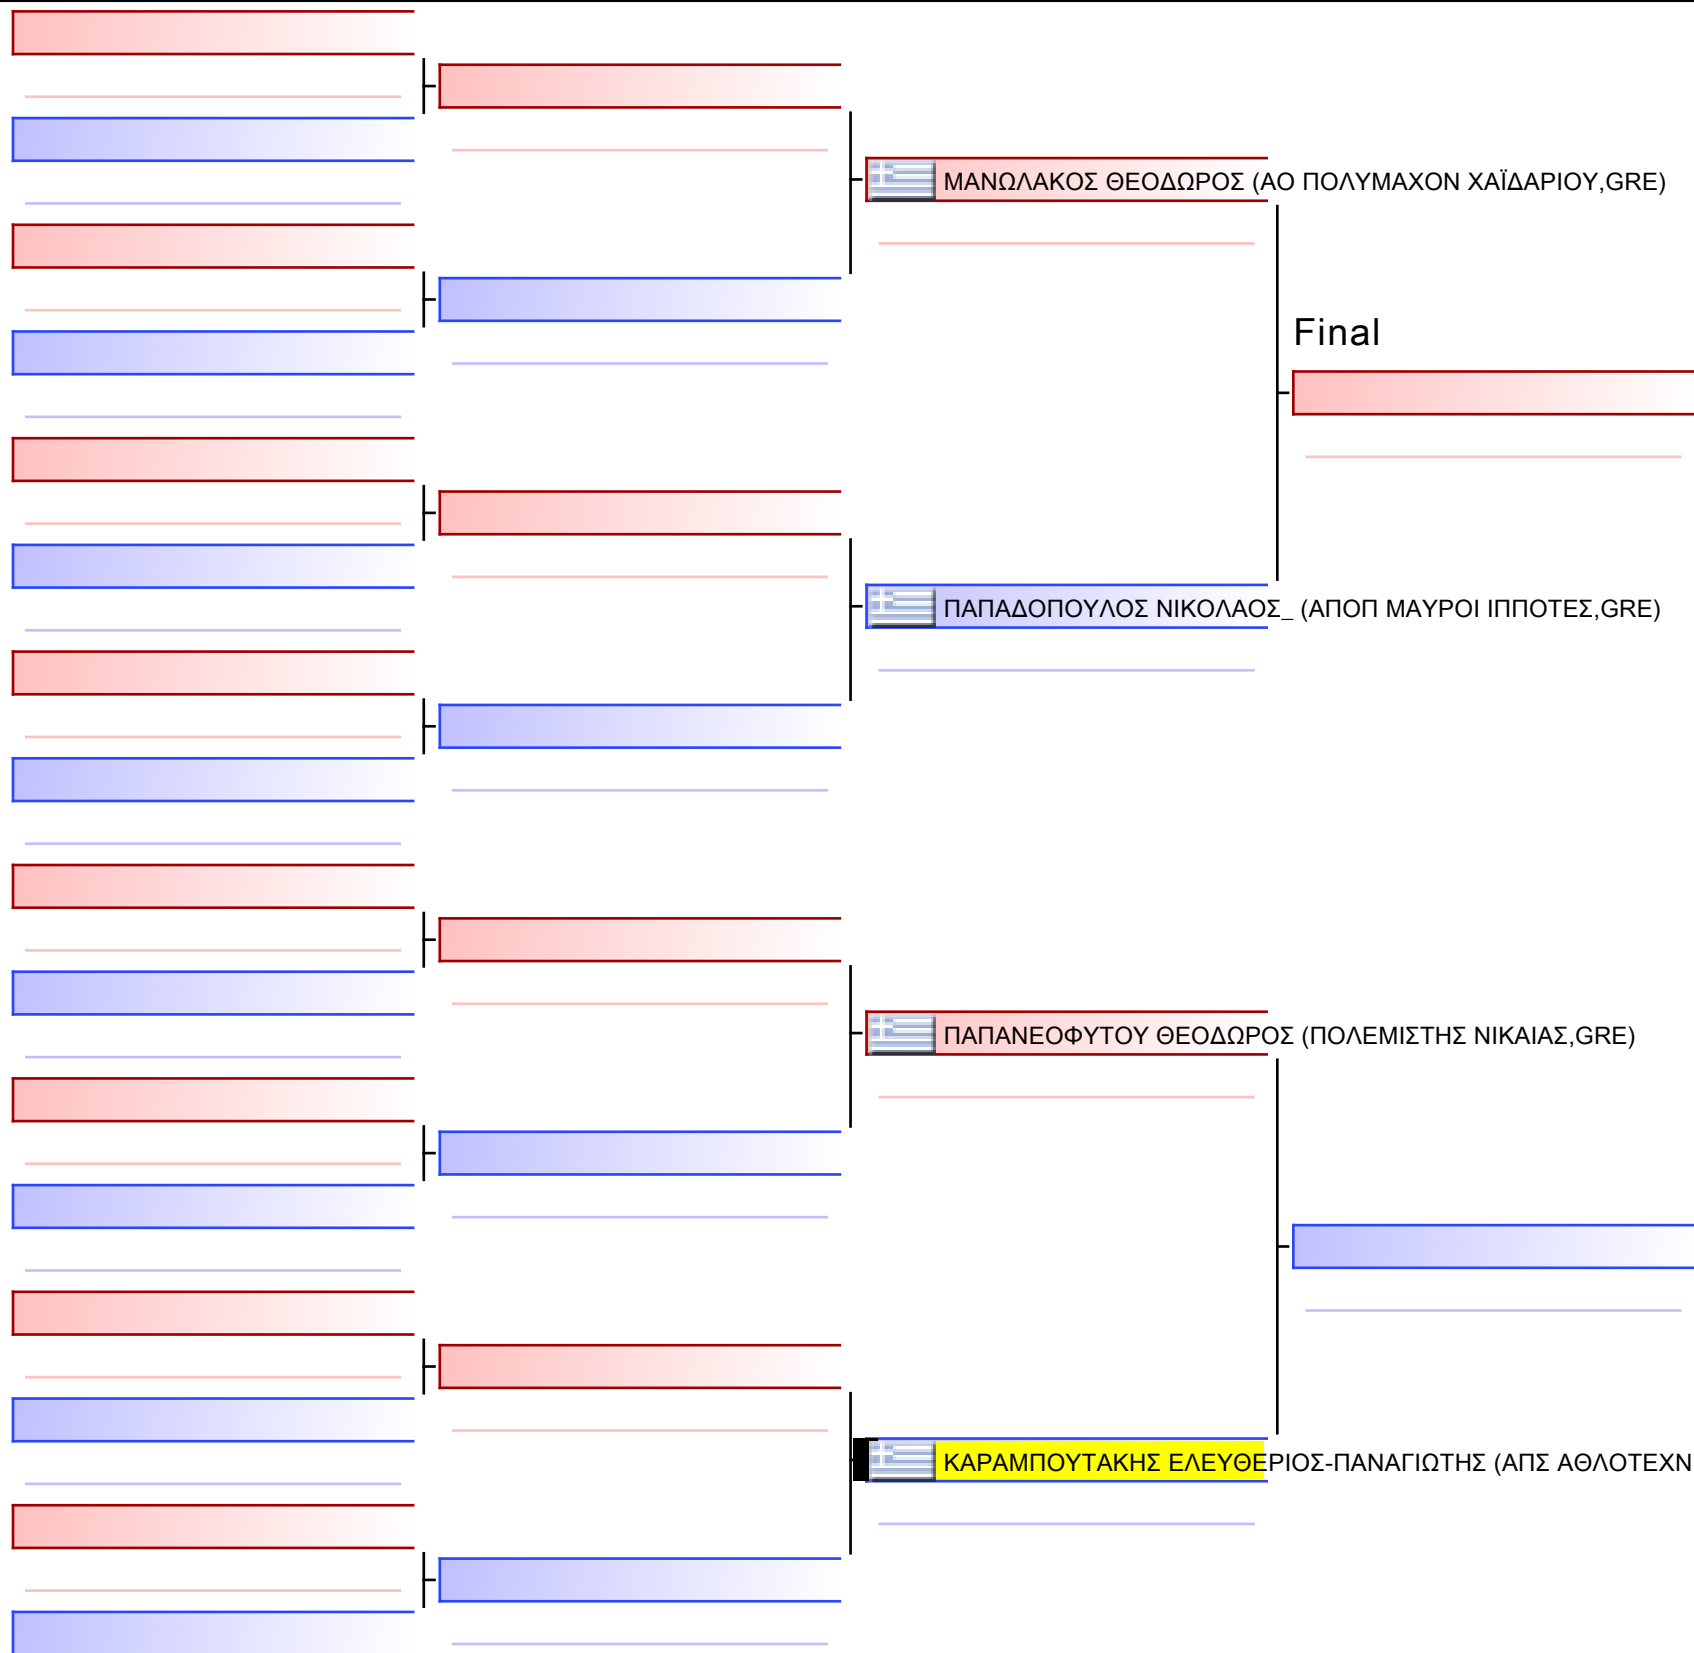 ΜΑΝΩΛΑΚΟΣ ΘΕΟΔΩΡΟΣ (ΑΟ ΠΟΛΥΜΑΧΟΝ ΧΑΪΔΑΡΙΟΥ,GRE)
Final
ΠΑΠΑΔΟΠΟΥΛΟΣ ΝΙΚΟΛΑΟΣ_ (ΑΠΟΠ ΜΑΥΡΟΙ ΙΠΠΟΤΕΣ,GRE)
ΠΑΠΑΝΕΟΦΥΤΟΥ ΘΕΟΔΩΡΟΣ (ΠΟΛΕΜΙΣΤΗΣ ΝΙΚΑΙΑΣ,GRE)
ΚΑΡΑΜΠΟΥΤΑΚΗΣ ΕΛΕΥΘΕΡΙΟΣ-ΠΑΝΑΓΙΩΤΗΣ (ΑΠΣ ΑΘΛΟΤΕΧΝ